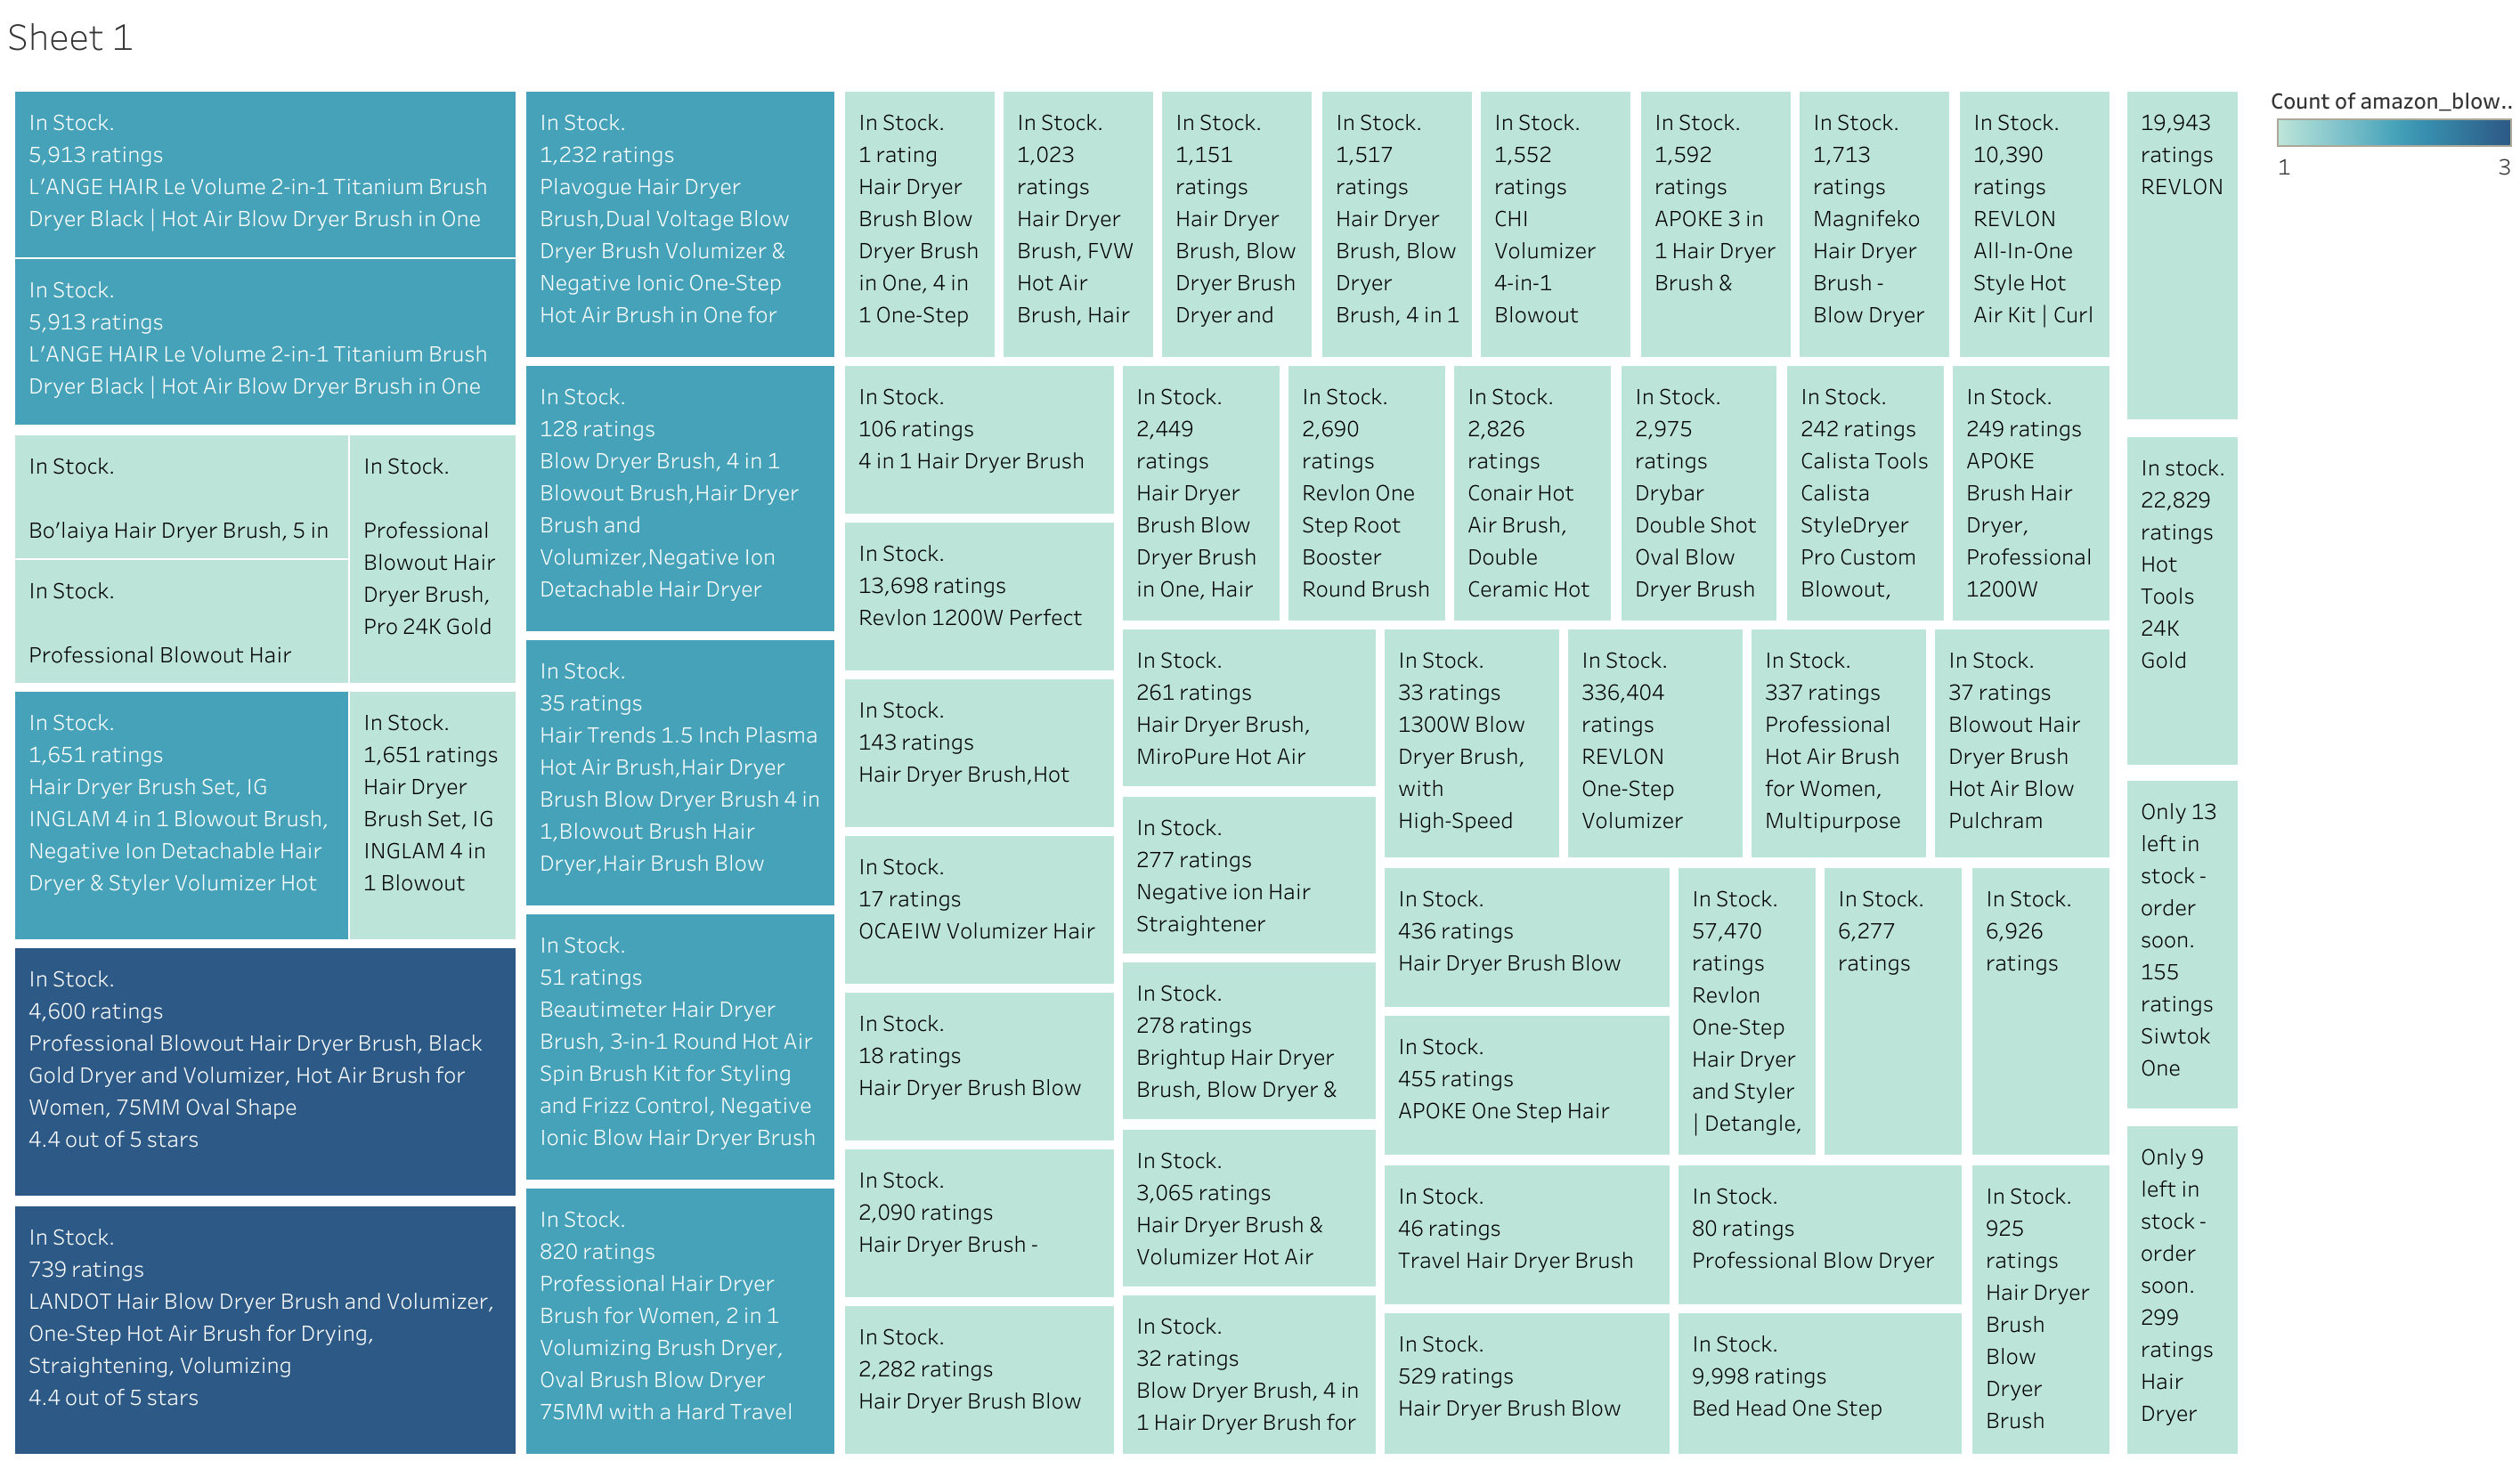 Sheet 1
In Stock.
5,913 ratings
L’ANGE HAIR Le Volume 2-in-1 Titanium Brush
Dryer Black | Hot Air Blow Dryer Brush in One
In Stock.
5,913 ratings
L’ANGE HAIR Le Volume 2-in-1 Titanium Brush
Dryer Black | Hot Air Blow Dryer Brush in One
In Stock.
Bo’laiya Hair Dryer Brush, 5 in
In Stock.
Professional Blowout Hair
In Stock.
Professional
Blowout Hair
Dryer Brush,
Pro 24K Gold
In Stock.
1,651 ratings
Hair Dryer Brush Set, IG
INGLAM 4 in 1 Blowout Brush,
Negative Ion Detachable Hair
Dryer & Styler Volumizer Hot
In Stock.
1,651 ratings
Hair Dryer
Brush Set, IG
INGLAM 4 in
1 Blowout
In Stock.
4,600 ratings
Professional Blowout Hair Dryer Brush, Black
Gold Dryer and Volumizer, Hot Air Brush for
Women, 75MM Oval Shape
4.4 out of 5 stars
In Stock.
739 ratings
LANDOT Hair Blow Dryer Brush and Volumizer,
One-Step Hot Air Brush for Drying,
Straightening, Volumizing
4.4 out of 5 stars
In Stock.
1,232 ratings
Plavogue Hair Dryer
Brush,Dual Voltage Blow
Dryer Brush Volumizer &
Negative Ionic One-Step
Hot Air Brush in One for
In Stock.
128 ratings
Blow Dryer Brush, 4 in 1
Blowout Brush,Hair Dryer
Brush and
Volumizer,Negative Ion
Detachable Hair Dryer
In Stock.
35 ratings
Hair Trends 1.5 Inch Plasma
Hot Air Brush,Hair Dryer
Brush Blow Dryer Brush 4 in
1,Blowout Brush Hair
Dryer,Hair Brush Blow
In Stock.
51 ratings
Beautimeter Hair Dryer
Brush, 3-in-1 Round Hot Air
Spin Brush Kit for Styling
and Frizz Control, Negative
Ionic Blow Hair Dryer Brush
In Stock.
820 ratings
Professional Hair Dryer
Brush for Women, 2 in 1
Volumizing Brush Dryer,
Oval Brush Blow Dryer
75MM with a Hard Travel
In Stock.
1 rating
Hair Dryer
Brush Blow
Dryer Brush
in One, 4 in
1 One-Step
In Stock.
1,023
ratings
Hair Dryer
Brush, FVW
Hot Air
Brush, Hair
In Stock.
1,151
ratings
Hair Dryer
Brush, Blow
Dryer Brush
Dryer and
In Stock.
1,517
ratings
Hair Dryer
Brush, Blow
Dryer
Brush, 4 in 1
In Stock.
1,552
ratings
CHI
Volumizer
4-in-1
Blowout
In Stock.
1,592
ratings
APOKE 3 in
1 Hair Dryer
Brush &
In Stock.
1,713
ratings
Magnifeko
Hair Dryer
Brush -
Blow Dryer
In Stock.
10,390
ratings
REVLON
All-In-One
Style Hot
Air Kit | Curl
In Stock.
106 ratings
4 in 1 Hair Dryer Brush
In Stock.
13,698 ratings
Revlon 1200W Perfect
In Stock.
143 ratings
Hair Dryer Brush,Hot
In Stock.
17 ratings
OCAEIW Volumizer Hair
In Stock.
18 ratings
Hair Dryer Brush Blow
In Stock.
2,090 ratings
Hair Dryer Brush -
In Stock.
2,282 ratings
Hair Dryer Brush Blow
In Stock.
2,449
ratings
Hair Dryer
Brush Blow
Dryer Brush
in One, Hair
In Stock.
2,690
ratings
Revlon One
Step Root
Booster
Round Brush
In Stock.
2,826
ratings
Conair Hot
Air Brush,
Double
Ceramic Hot
In Stock.
2,975
ratings
Drybar
Double Shot
Oval Blow
Dryer Brush
In Stock.
242 ratings
Calista Tools
Calista
StyleDryer
Pro Custom
Blowout,
In Stock.
249 ratings
APOKE
Brush Hair
Dryer,
Professional
1200W
In Stock.
261 ratings
Hair Dryer Brush,
MiroPure Hot Air
In Stock.
277 ratings
Negative ion Hair
Straightener
In Stock.
278 ratings
Brightup Hair Dryer
Brush, Blow Dryer &
In Stock.
3,065 ratings
Hair Dryer Brush &
Volumizer Hot Air
In Stock.
32 ratings
Blow Dryer Brush, 4 in
1 Hair Dryer Brush for
In Stock.
33 ratings
1300W Blow
Dryer Brush,
with
High-Speed
In Stock.
336,404
ratings
REVLON
One-Step
Volumizer
In Stock.
337 ratings
Professional
Hot Air Brush
for Women,
Multipurpose
In Stock.
37 ratings
Blowout Hair
Dryer Brush
Hot Air Blow
Pulchram
In Stock.
436 ratings
Hair Dryer Brush Blow
In Stock.
455 ratings
APOKE One Step Hair
In Stock.
46 ratings
Travel Hair Dryer Brush
In Stock.
529 ratings
Hair Dryer Brush Blow
In Stock.
57,470
ratings
Revlon
One-Step
Hair Dryer
and Styler
| Detangle,
In Stock.
6,277
ratings
In Stock.
6,926
ratings
In Stock.
80 ratings
Professional Blow Dryer
In Stock.
9,998 ratings
Bed Head One Step
In Stock.
925
ratings
Hair Dryer
Brush
Blow
Dryer
Brush
19,943
ratings
REVLON
In stock.
22,829
ratings
Hot
Tools
24K
Gold
Only 13
left in
stock -
order
soon.
155
ratings
Siwtok
One
Only 9
left in
stock -
order
soon.
299
ratings
Hair
Dryer
Count of amazon_blow..
1
3